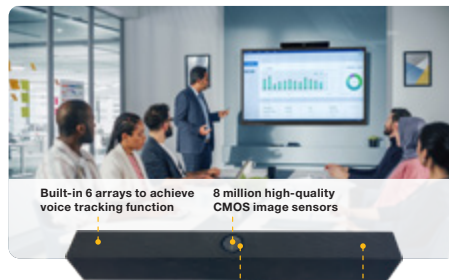 Built-in 6 arrays to achieve
voice tracking function
8 million high-quality
CMOS image sensors